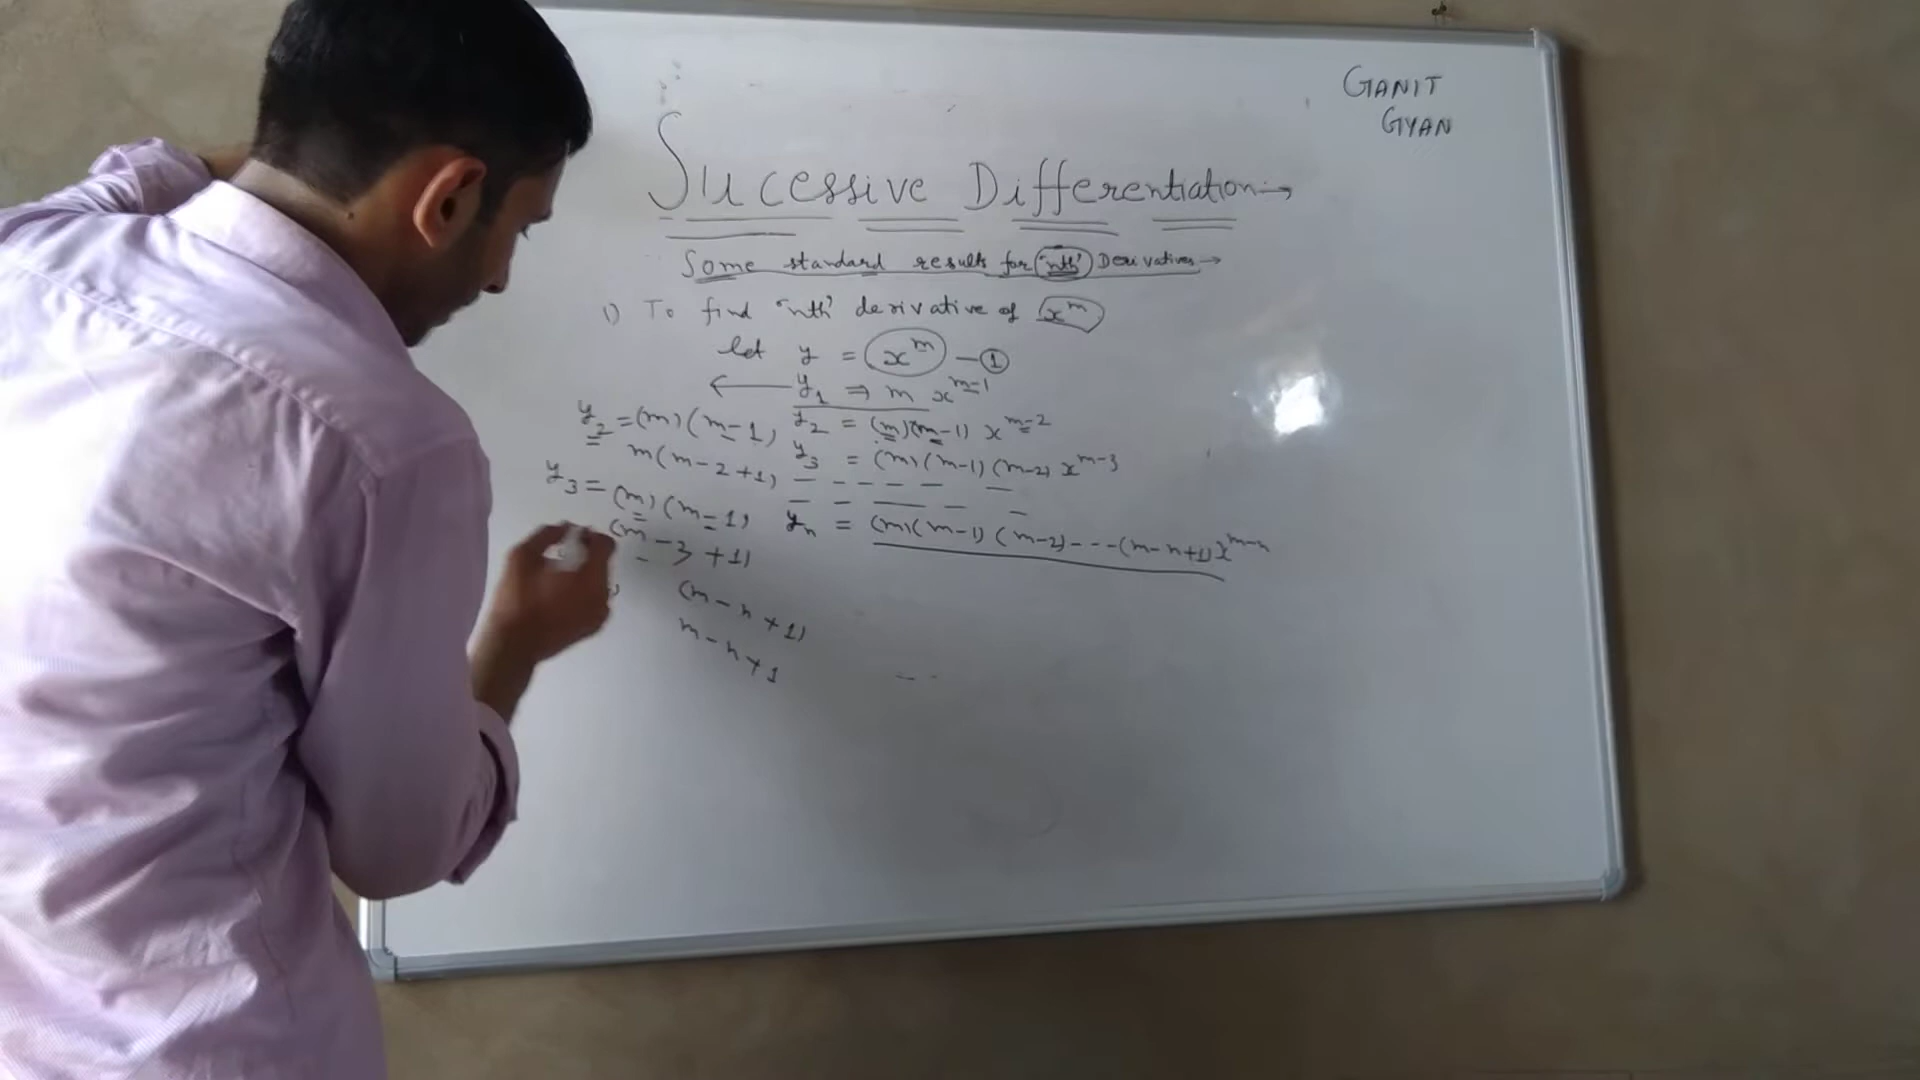 GANIT
GYAN
Sucessive Differentiation→
Some standard results for 'nth' Derivatives→
1) To find 'nth' derivative of x^m
let y = x^m —①
← y₁ ⇒ m x^{m-1}
y₂ = (m)(m-1) x^{m-2}
y₃ = (m)(m-1)(m-2) x^{m-3}
yₙ = (m)(m-1)(m-2)---(m-n+1)x^{m-n}
y₂ = (m)(m-1)
m(m-2+1)
y₃ = (m)(m-1)
(m-3+1)
(m-n+1)
m-n+1